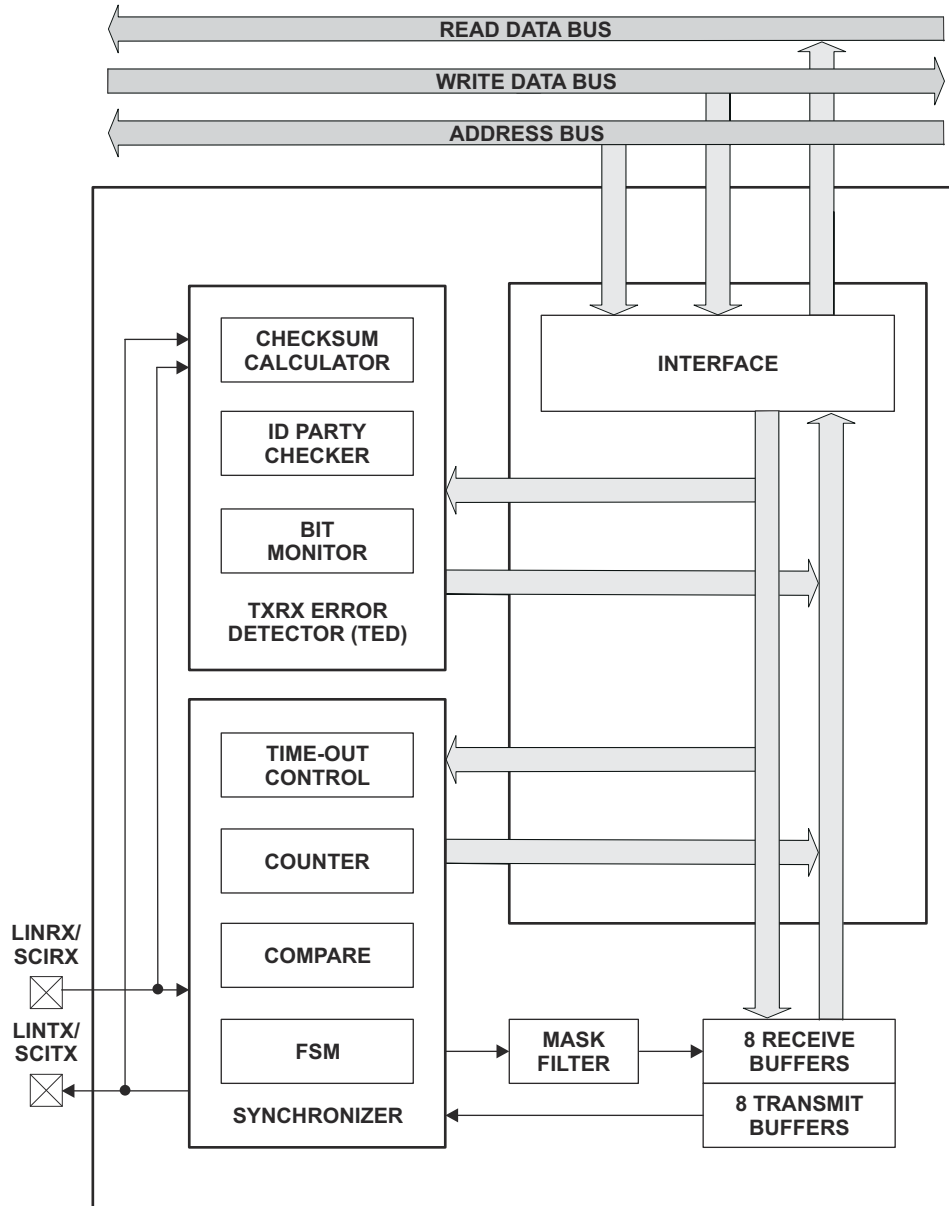 READ DATA BUS
WRITE DATA BUS
ADDRESS BUS
CHECKSUM
CALCULATOR
ID PARTY
CHECKER
BIT
MONITOR
TXRX ERROR
DETECTOR (TED)
INTERFACE
TIME-OUT
CONTROL
COUNTER
COMPARE
FSM
SYNCHRONIZER
LINRX/
SCIRX
LINTX/
SCITX
MASK
FILTER
8 RECEIVE
BUFFERS
8 TRANSMIT
BUFFERS